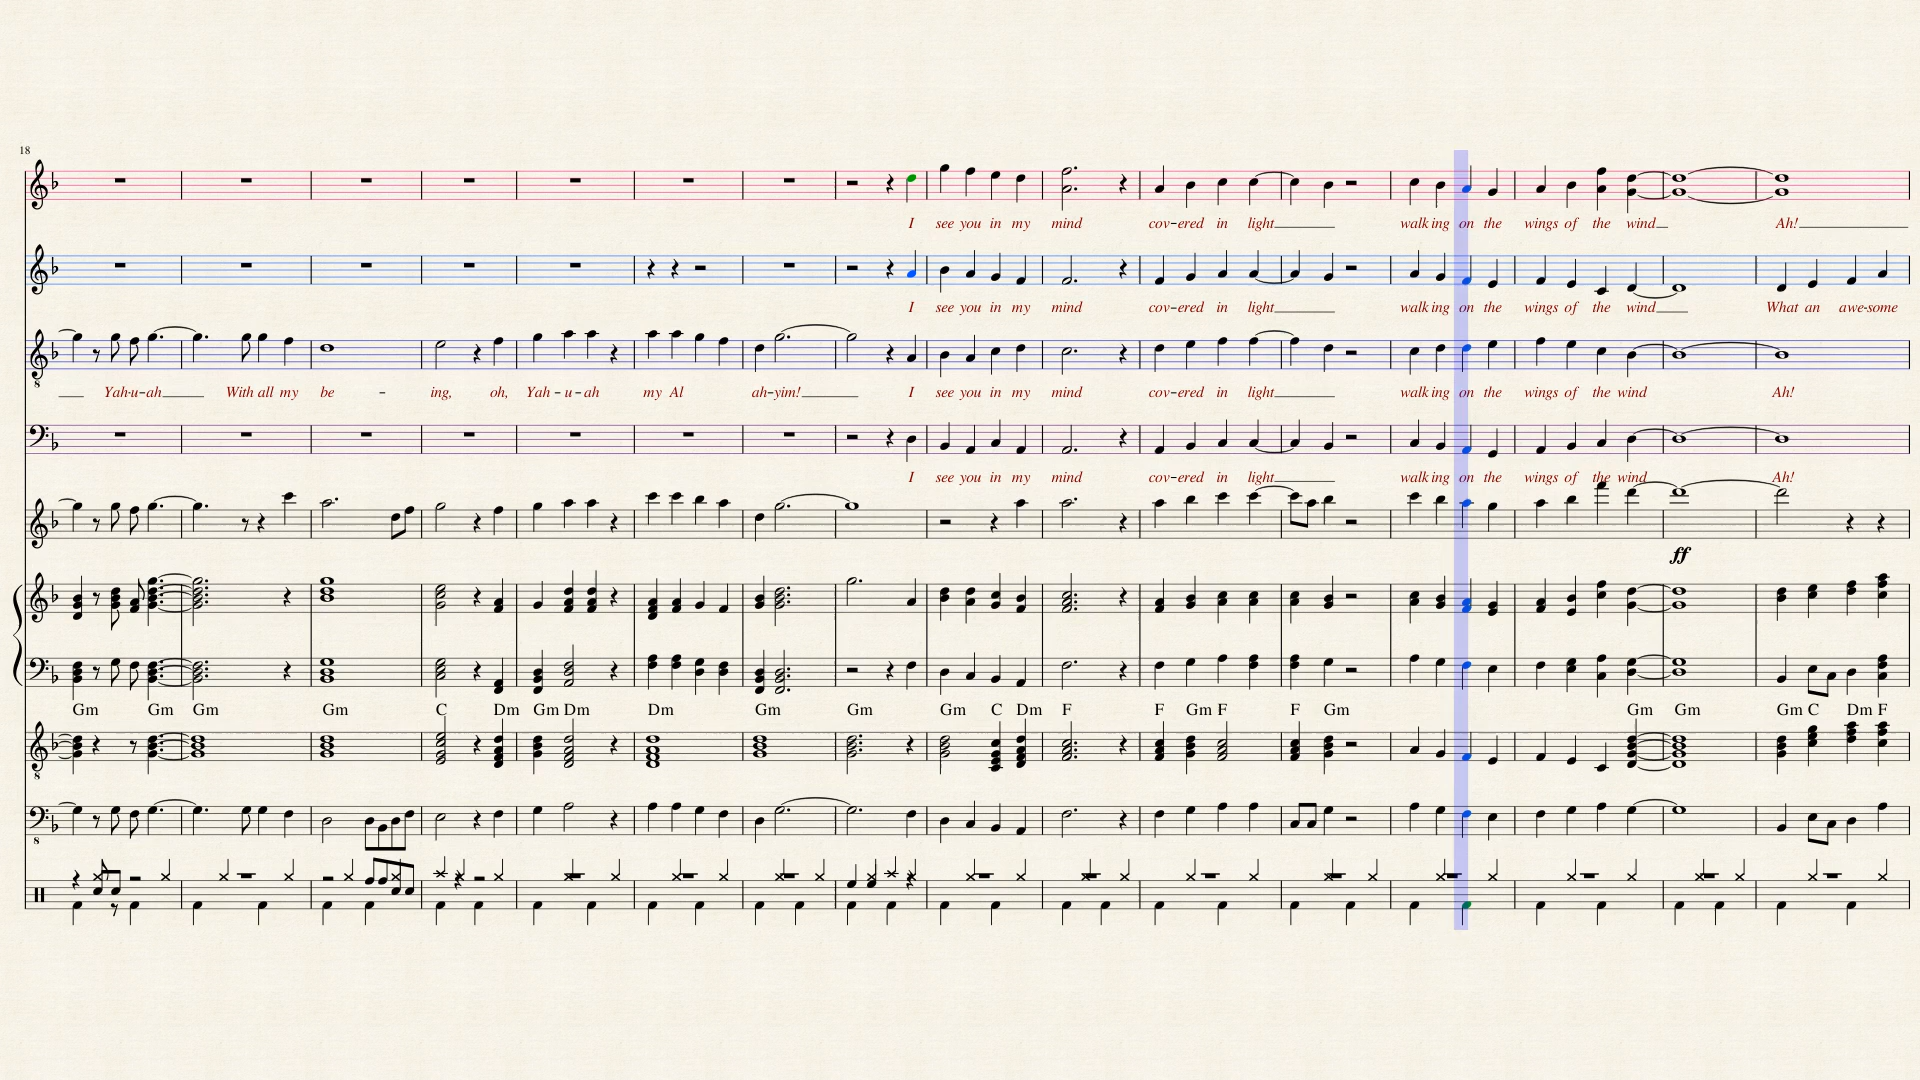 18
I see you in my mind cov-ered in light walk ing on the wings of the wind Ah!
I see you in my mind cov-ered in light walk ing on the wings of the wind What an awe-some
Yah-u-ah With all my be - ing, oh, Yah - u - ah my Al ah-yim! I see you in my mind cov-ered in light walk ing on the wings of the wind Ah!
8
I see you in my mind cov-ered in light walk ing on the wings of the wind Ah!
ff
Gm Gm Gm Gm C Dm Gm Dm Dm Gm Gm Gm C Dm F F Gm F F Gm Gm Gm Gm C Dm F
8
8